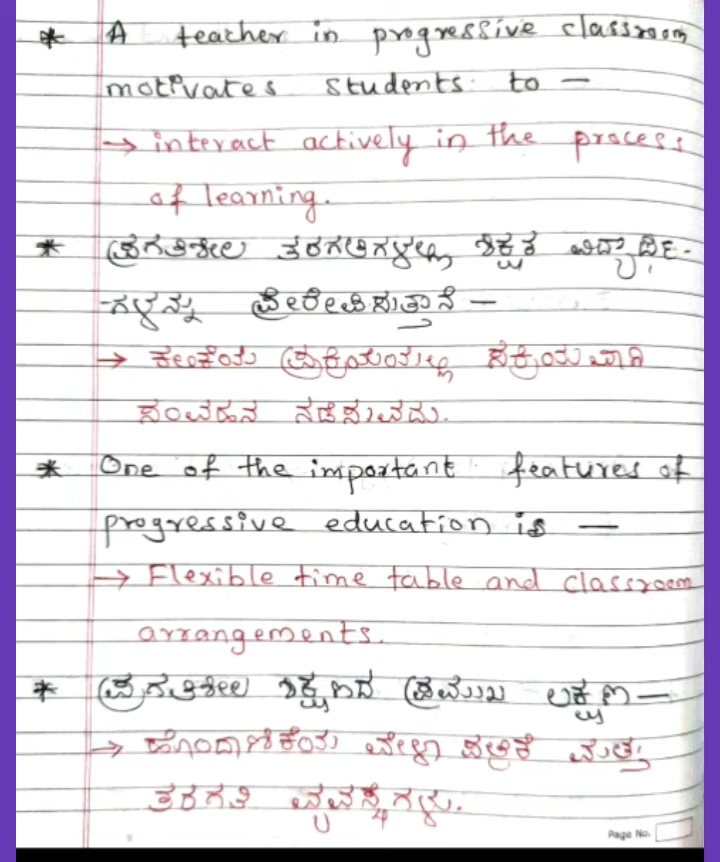 * A teacher in progressive classroom
motivates students to —
→ interact actively in the process
of learning.
* ಪ್ರಗತಿಶೀಲ ತರಗತಿಗಳಲ್ಲಿ ಶಿಕ್ಷಕ ವಿದ್ಯಾರ್ಥಿ-
-ಗಳನ್ನು ಪ್ರೇರೇಪಿಸುತ್ತಾನೆ —
→ ಕಲಿಕೆಯ ಪ್ರಕ್ರಿಯೆಯಲ್ಲಿ ಸಕ್ರಿಯವಾಗಿ
ಸಂವಹನ ನಡೆಸುವದು.
* One of the important features of
progressive education is —
→ Flexible time table and classroom
arrangements.
* ಪ್ರಗತಿಶೀಲ ಶಿಕ್ಷಣದ ಪ್ರಮುಖ ಲಕ್ಷಣ —
→ ಹೊಂದಾಣಿಕೆಯ ವೇಳಾ ಪತ್ರಿಕೆ ಮತ್ತು
ತರಗತಿ ವ್ಯವಸ್ಥೆಗಳು.
Page No.